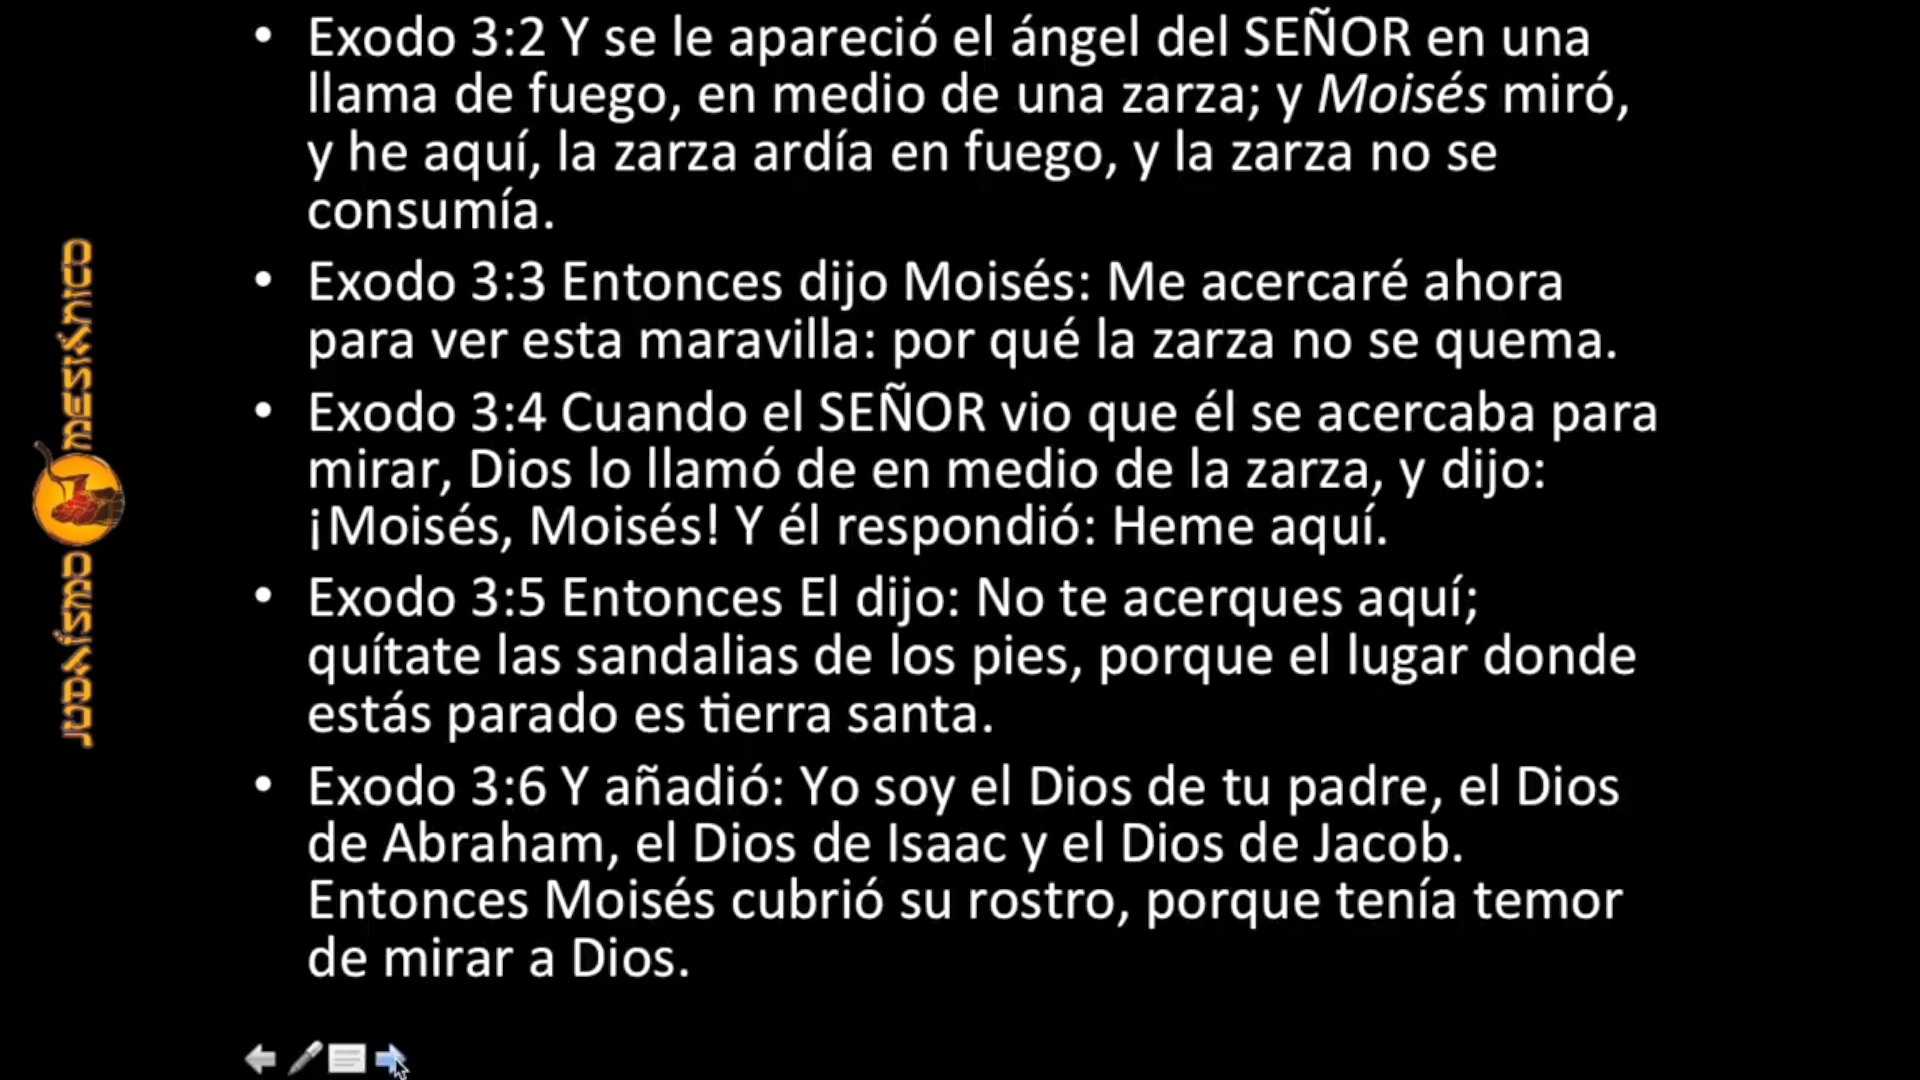 • Exodo 3:2 Y se le apareció el ángel del SEÑOR en una
llama de fuego, en medio de una zarza; y Moisés miró,
y he aquí, la zarza ardía en fuego, y la zarza no se
consumía.
• Exodo 3:3 Entonces dijo Moisés: Me acercaré ahora
para ver esta maravilla: por qué la zarza no se quema.
• Exodo 3:4 Cuando el SEÑOR vio que él se acercaba para
mirar, Dios lo llamó de en medio de la zarza, y dijo:
¡Moisés, Moisés! Y él respondió: Heme aquí.
• Exodo 3:5 Entonces El dijo: No te acerques aquí;
quítate las sandalias de los pies, porque el lugar donde
estás parado es tierra santa.
• Exodo 3:6 Y añadió: Yo soy el Dios de tu padre, el Dios
de Abraham, el Dios de Isaac y el Dios de Jacob.
Entonces Moisés cubrió su rostro, porque tenía temor
de mirar a Dios.
JUDAÍSMO MESIÁNICO